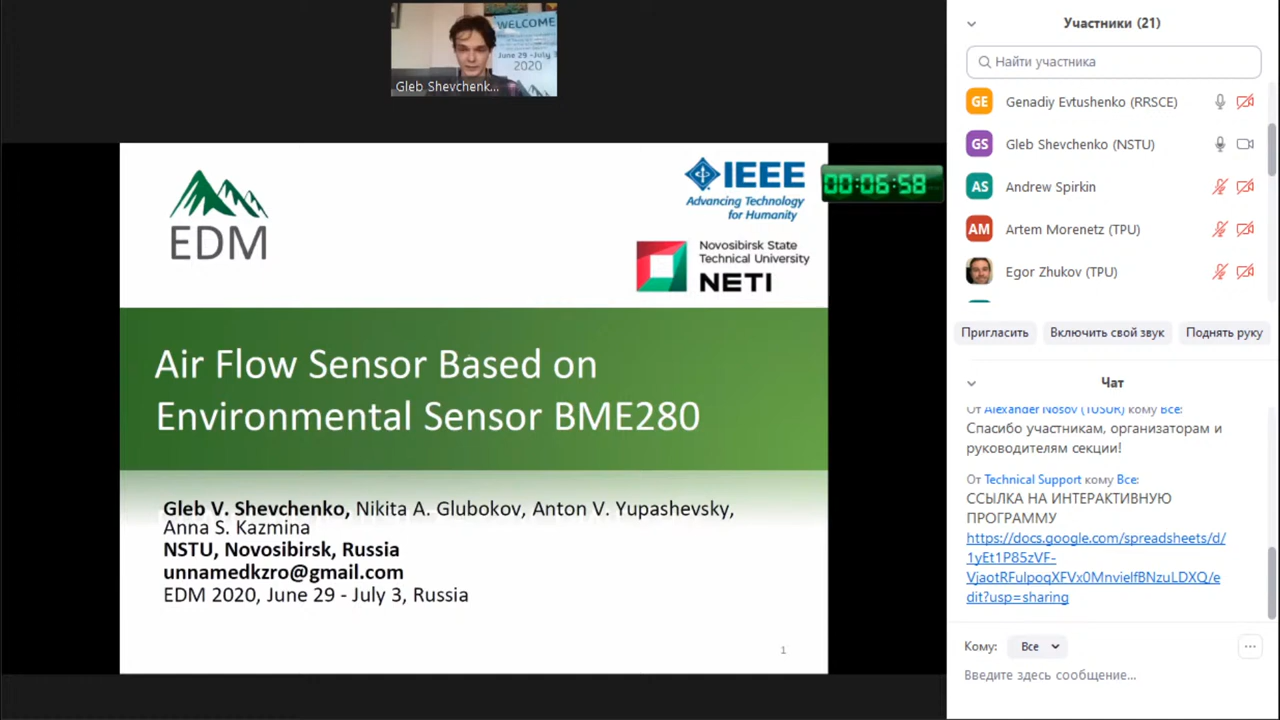 WELCOME
June 29 - July 3
2020
Gleb Shevchenk...
EDM
IEEE
Advancing Technology
for Humanity
00:06:58
Novosibirsk State
Technical University
NETI
Air Flow Sensor Based on
Environmental Sensor BME280
Gleb V. Shevchenko, Nikita A. Glubokov, Anton V. Yupashevsky,
Anna S. Kazmina
NSTU, Novosibirsk, Russia
unnamedkzro@gmail.com
EDM 2020, June 29 - July 3, Russia
1
Участники (21)
Найти участника
GE Genadiy Evtushenko (RRSCE)
GS Gleb Shevchenko (NSTU)
AS Andrew Spirkin
AM Artem Morenetz (TPU)
Egor Zhukov (TPU)
Пригласить Включить свой звук Поднять руку
Чат
От Alexander Nosov (TUSUR) кому Все:
Спасибо участникам, организаторам и
руководителям секции!
От Technical Support кому Все:
ССЫЛКА НА ИНТЕРАКТИВНУЮ
ПРОГРАММУ
https://docs.google.com/spreadsheets/d/
1yEt1P85zVF-
VjaotRFulpoqXFVx0MnvielfBNzuLDXQ/e
dit?usp=sharing
Кому: Все
Введите здесь сообщение...